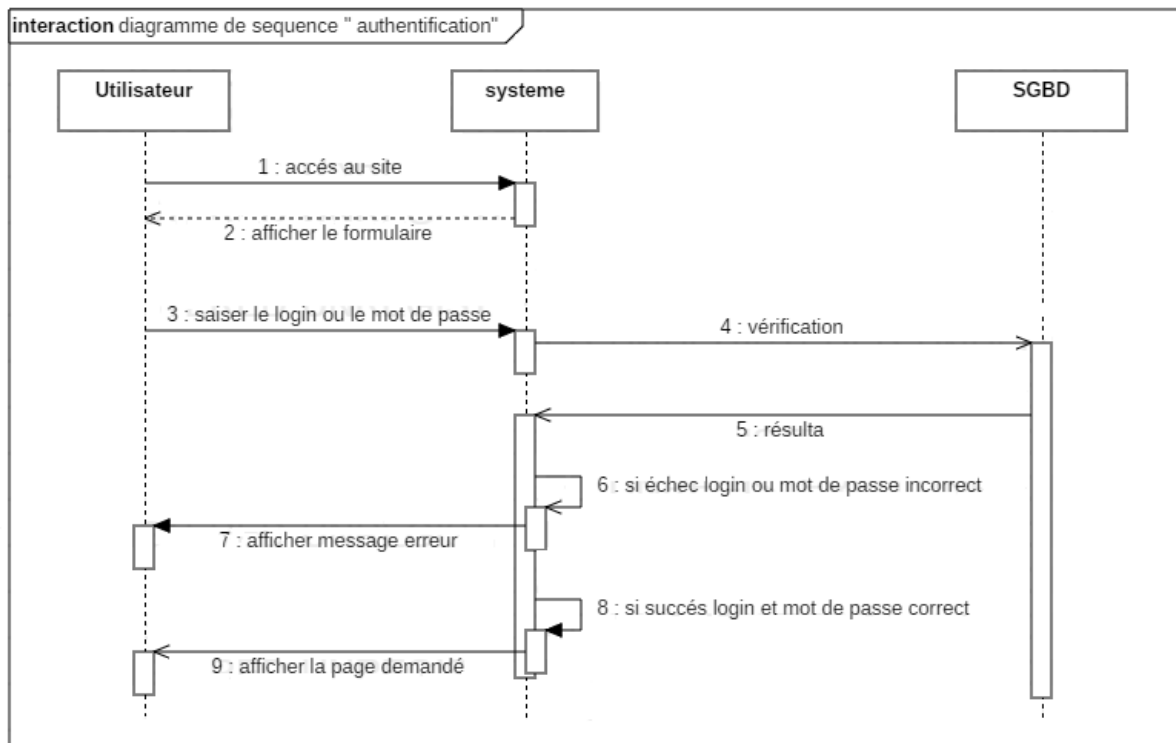 interaction diagramme de sequence " authentification"
Utilisateur
systeme
SGBD
1 : accés au site
2 : afficher le formulaire
3 : saiser le login ou le mot de passe
4 : vérification
5 : résulta
6 : si échec login ou mot de passe incorrect
7 : afficher message erreur
8 : si succés login et mot de passe correct
9 : afficher la page demandé